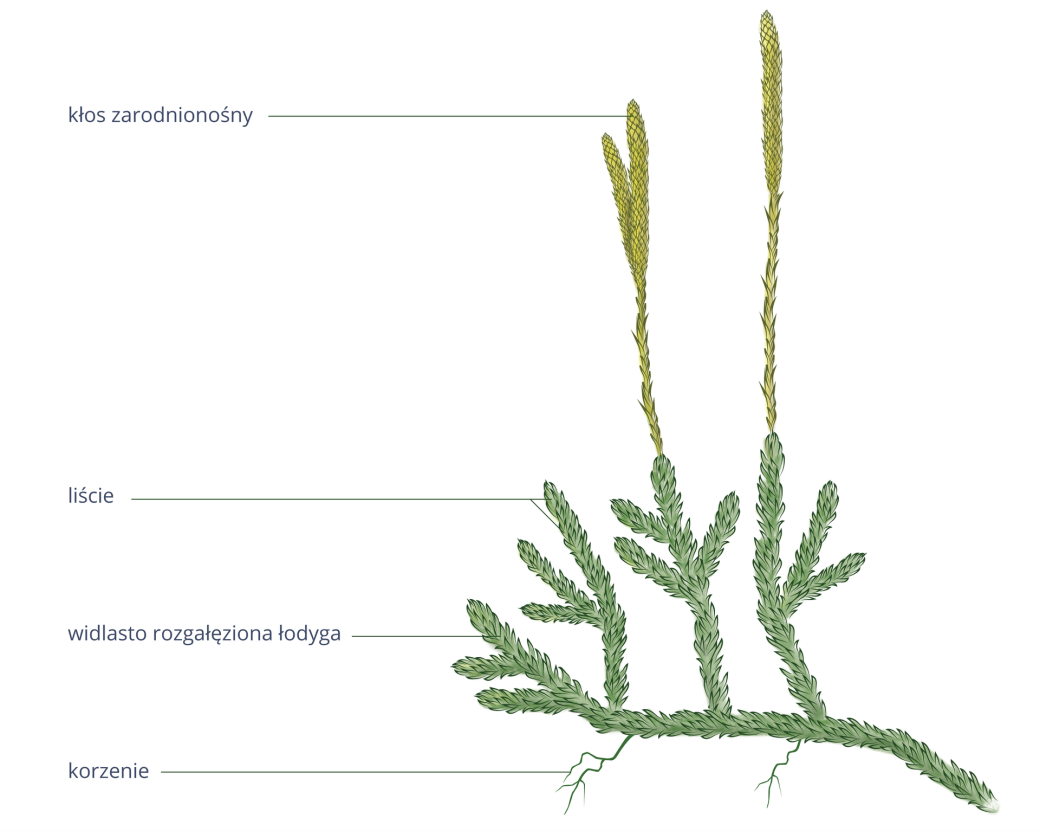 kłos zarodnionośny
liście
widlasto rozgałęziona łodyga
korzenie